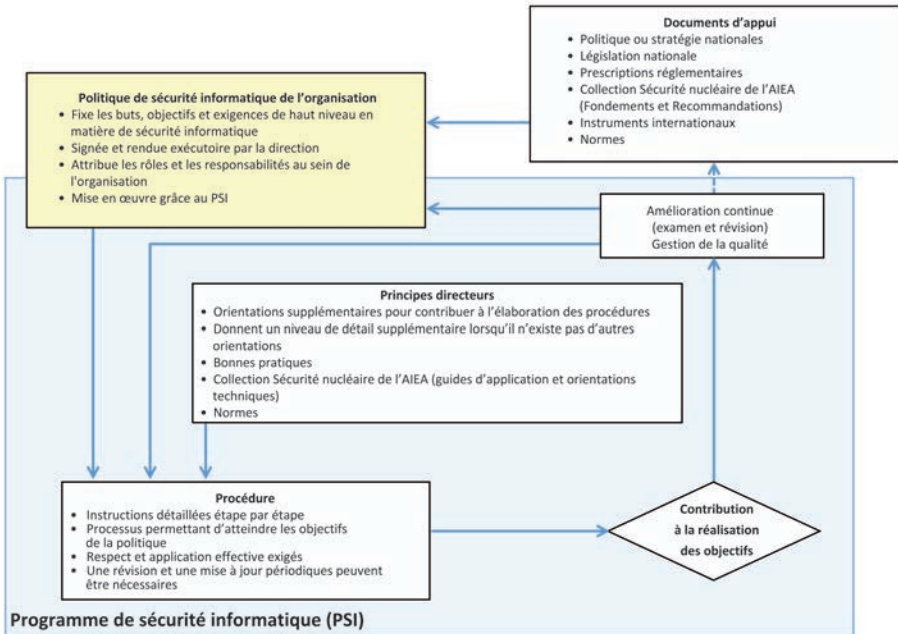 Documents d’appui
• Politique ou stratégie nationales
• Législation nationale
• Prescriptions réglementaires
• Collection Sécurité nucléaire de l’AIEA
(Fondements et Recommandations)
• Instruments internationaux
• Normes
Politique de sécurité informatique de l’organisation
• Fixe les buts, objectifs et exigences de haut niveau en
matière de sécurité informatique
• Signée et rendue exécutoire par la direction
• Attribue les rôles et les responsabilités au sein de
l’organisation
• Mise en œuvre grâce au PSI
Amélioration continue
(examen et révision)
Gestion de la qualité
Principes directeurs
• Orientations supplémentaires pour contribuer à l’élaboration des procédures
• Donnent un niveau de détail supplémentaire lorsqu’il n’existe pas d’autres
orientations
• Bonnes pratiques
• Collection Sécurité nucléaire de l’AIEA (guides d’application et orientations
techniques)
• Normes
Procédure
• Instructions détaillées étape par étape
• Processus permettant d’atteindre les objectifs
de la politique
• Respect et application effective exigés
• Une révision et une mise à jour périodiques peuvent
être nécessaires
Contribution
à la réalisation
des objectifs
Programme de sécurité informatique (PSI)